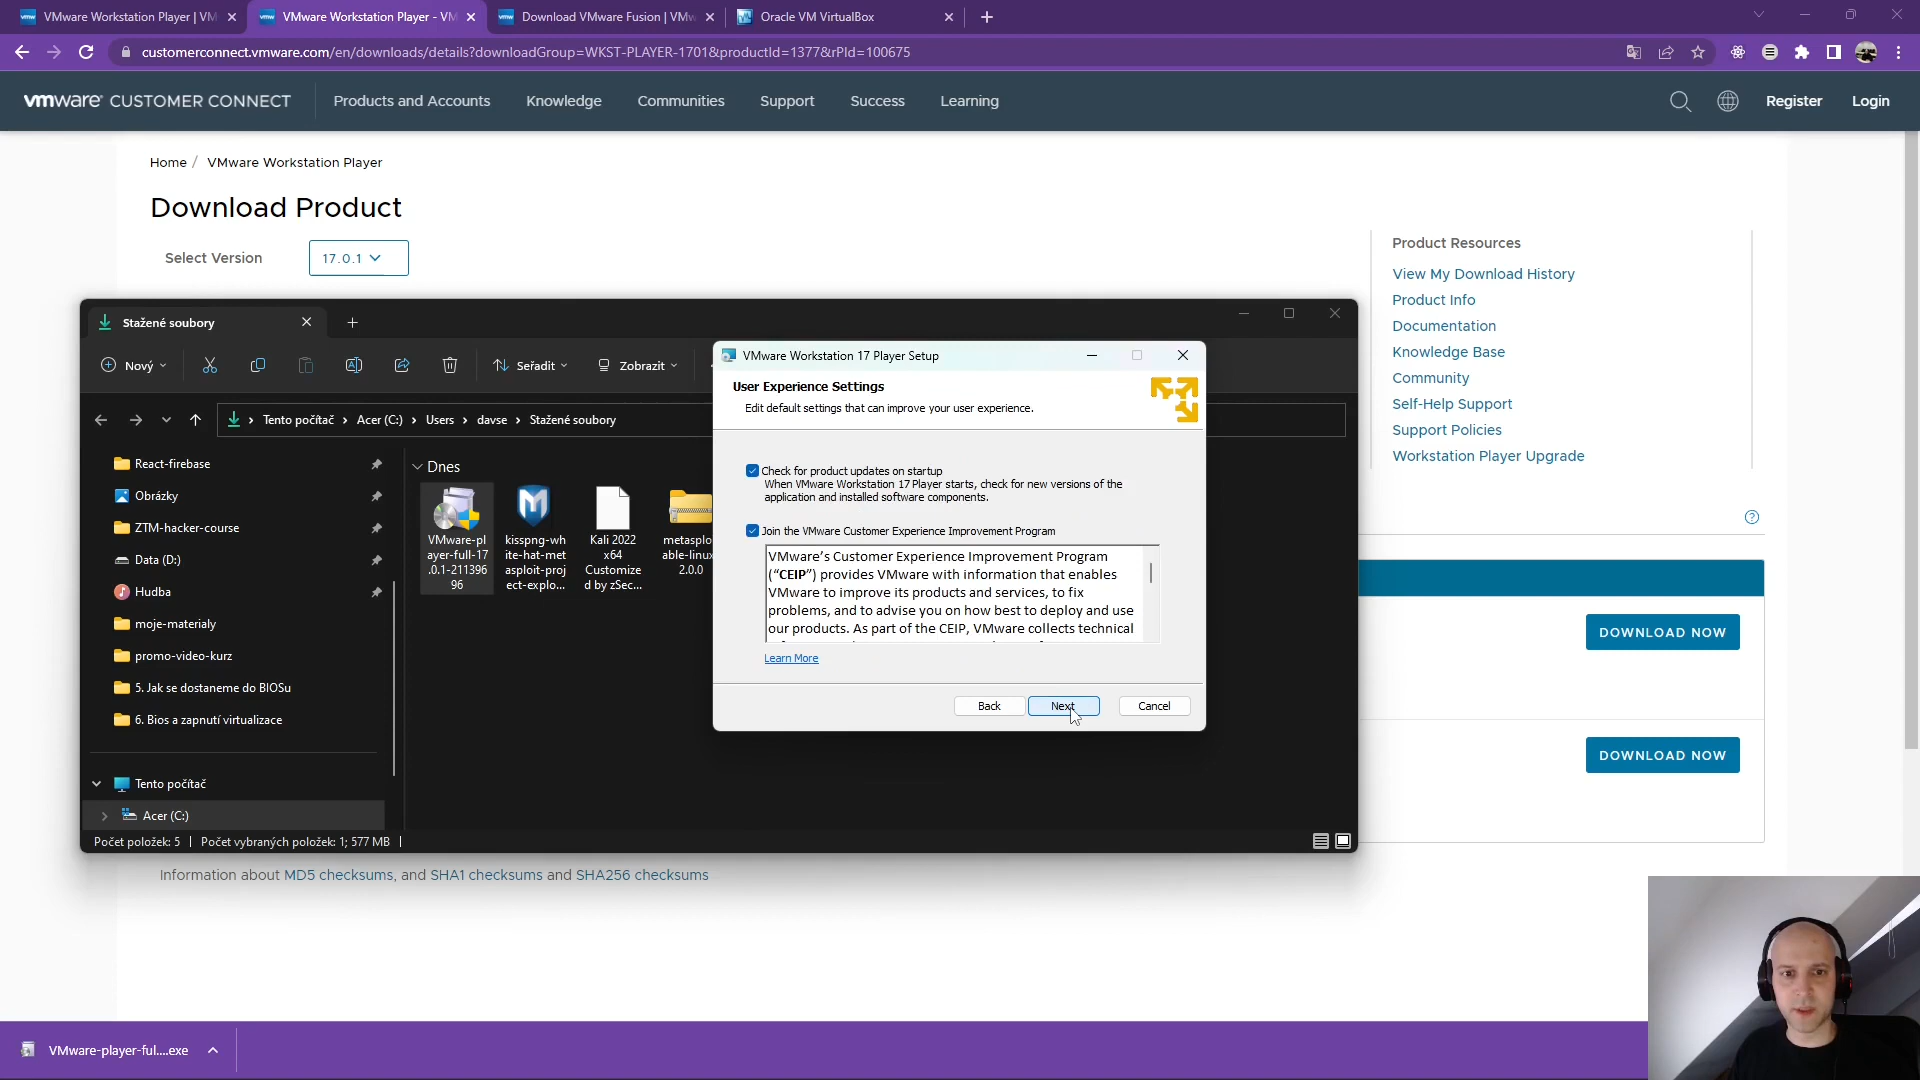 VMware Workstation Player | VM
VMware Workstation Player - VM
Download VMware Fusion | VMw
Oracle VM VirtualBox
customerconnect.vmware.com/en/downloads/details?downloadGroup=WKST-PLAYER-1701&productId=1377&rPId=100675
vmware CUSTOMER CONNECT
Products and Accounts
Knowledge
Communities
Support
Success
Learning
Register
Login
Home / VMware Workstation Player
Download Product
Select Version
17.0.1
Product Resources
View My Download History
Product Info
Documentation
Knowledge Base
Community
Self-Help Support
Support Policies
Workstation Player Upgrade
DOWNLOAD NOW
DOWNLOAD NOW
Stažené soubory
Nový
Seřadit
Zobrazit
Tento počítač > Acer (C:) > Users > davse > Stažené soubory
React-firebase
Obrázky
ZTM-hacker-course
Data (D:)
Hudba
moje-materialy
promo-video-kurz
5. Jak se dostaneme do BIOSu
6. Bios a zapnutí virtualizace
Tento počítač
Acer (C:)
Dnes
VMware-pl
ayer-full-17
.0.1-211396
96
kisspng-wh
ite-hat-met
asploit-proj
ect-explo...
Kali 2022
x64
Customize
d by zSec...
metasplo
able-linux
2.0.0
Počet položek: 5
Počet vybraných položek: 1; 577 MB
VMware Workstation 17 Player Setup
User Experience Settings
Edit default settings that can improve your user experience.
Check for product updates on startup
When VMware Workstation 17 Player starts, check for new versions of the
application and installed software components.
Join the VMware Customer Experience Improvement Program
VMware's Customer Experience Improvement Program
("CEIP") provides VMware with information that enables
VMware to improve its products and services, to fix
problems, and to advise you on how best to deploy and use
our products. As part of the CEIP, VMware collects technical
Learn More
Back
Next
Cancel
Information about MD5 checksums, and SHA1 checksums and SHA256 checksums
VMware-player-ful....exe